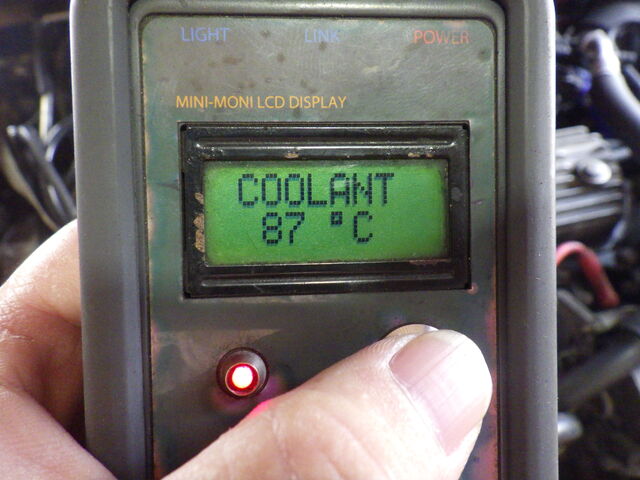 LIGHT LINK POWER
MINI-MONI LCD DISPLAY
COOLANT
87 °C